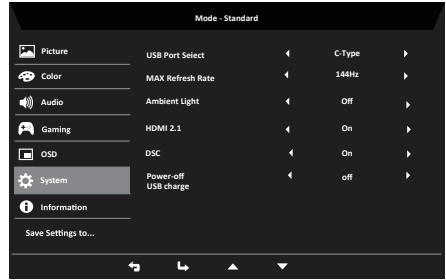 Mode - Standard
Picture
Color
Audio
Gaming
OSD
System
Information
Save Settings to...
USB Port Seiect
C-Type
MAX Refresh Rate
144Hz
Ambient Light
Off
HDMI 2.1
On
DSC
On
Power-off
USB charge
off